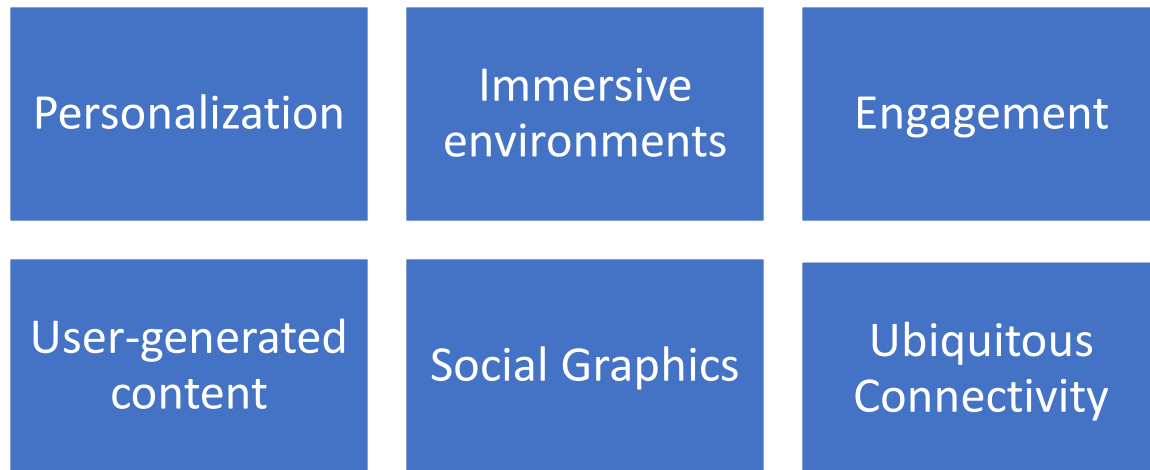 Personalization
Immersive
environments
Engagement
User-generated
content
Social Graphics
Ubiquitous
Connectivity